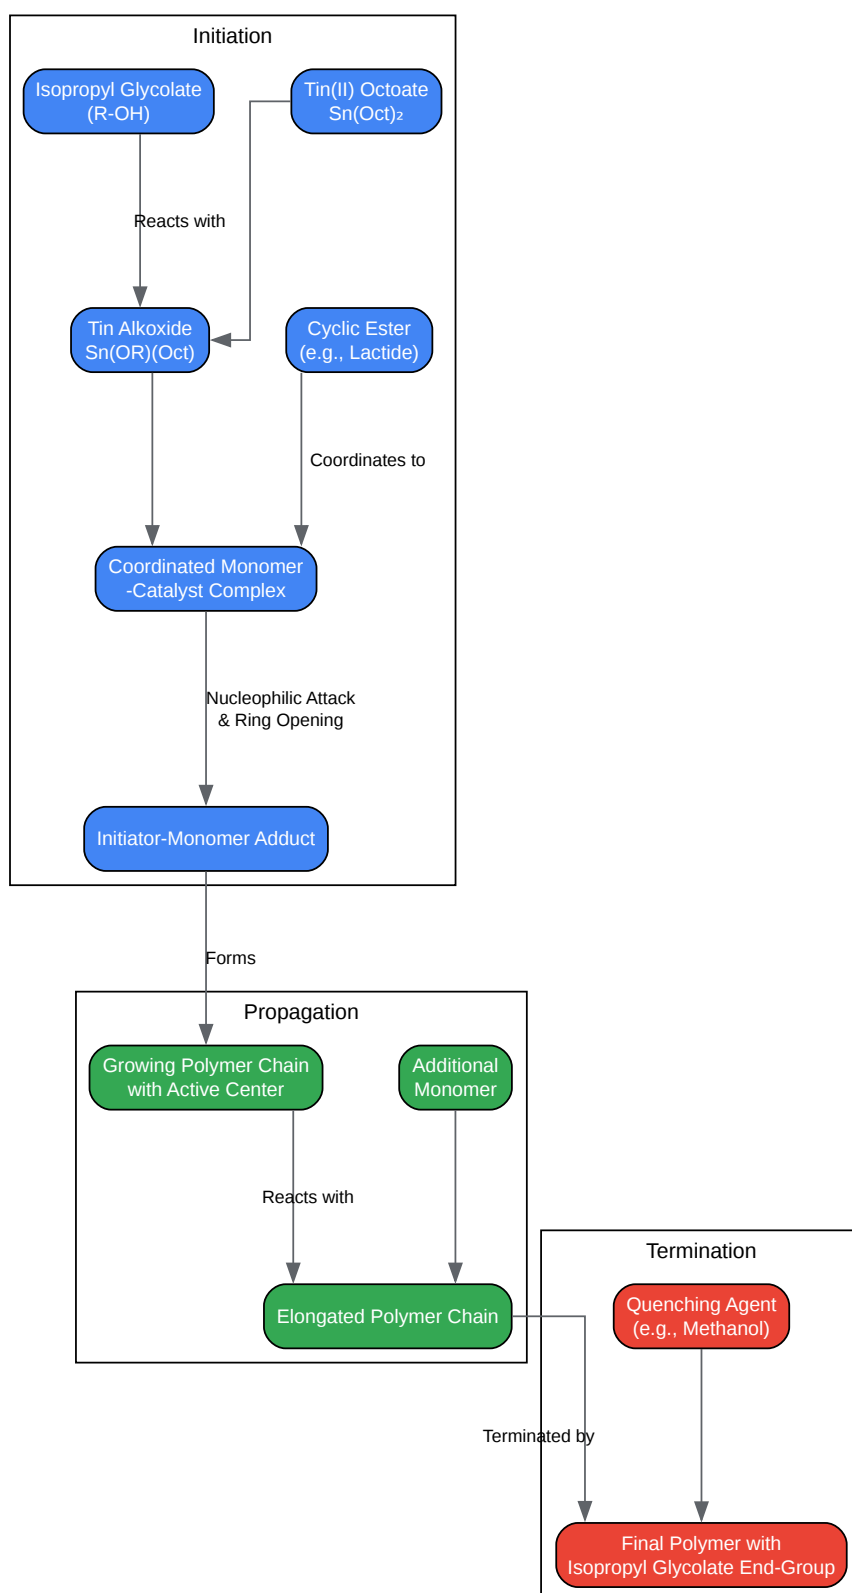 Initiation
Isopropyl Glycolate
(R-OH)
Tin(II) Octoate
Sn(Oct)₂
Reacts with
Tin Alkoxide
Sn(OR)(Oct)
Cyclic Ester
(e.g., Lactide)
Coordinates to
Coordinated Monomer
-Catalyst Complex
Nucleophilic Attack
& Ring Opening
Initiator-Monomer Adduct
Forms
Propagation
Growing Polymer Chain
with Active Center
Additional
Monomer
Reacts with
Elongated Polymer Chain
Termination
Quenching Agent
(e.g., Methanol)
Terminated by
Final Polymer with
Isopropyl Glycolate End-Group